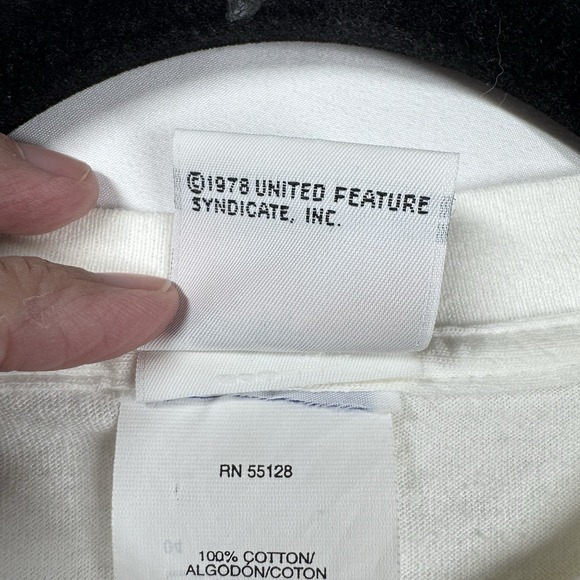 ©1978 UNITED FEATURE
SYNDICATE, INC.
RN 55128
100% COTTON/
ALGODÓN/COTON